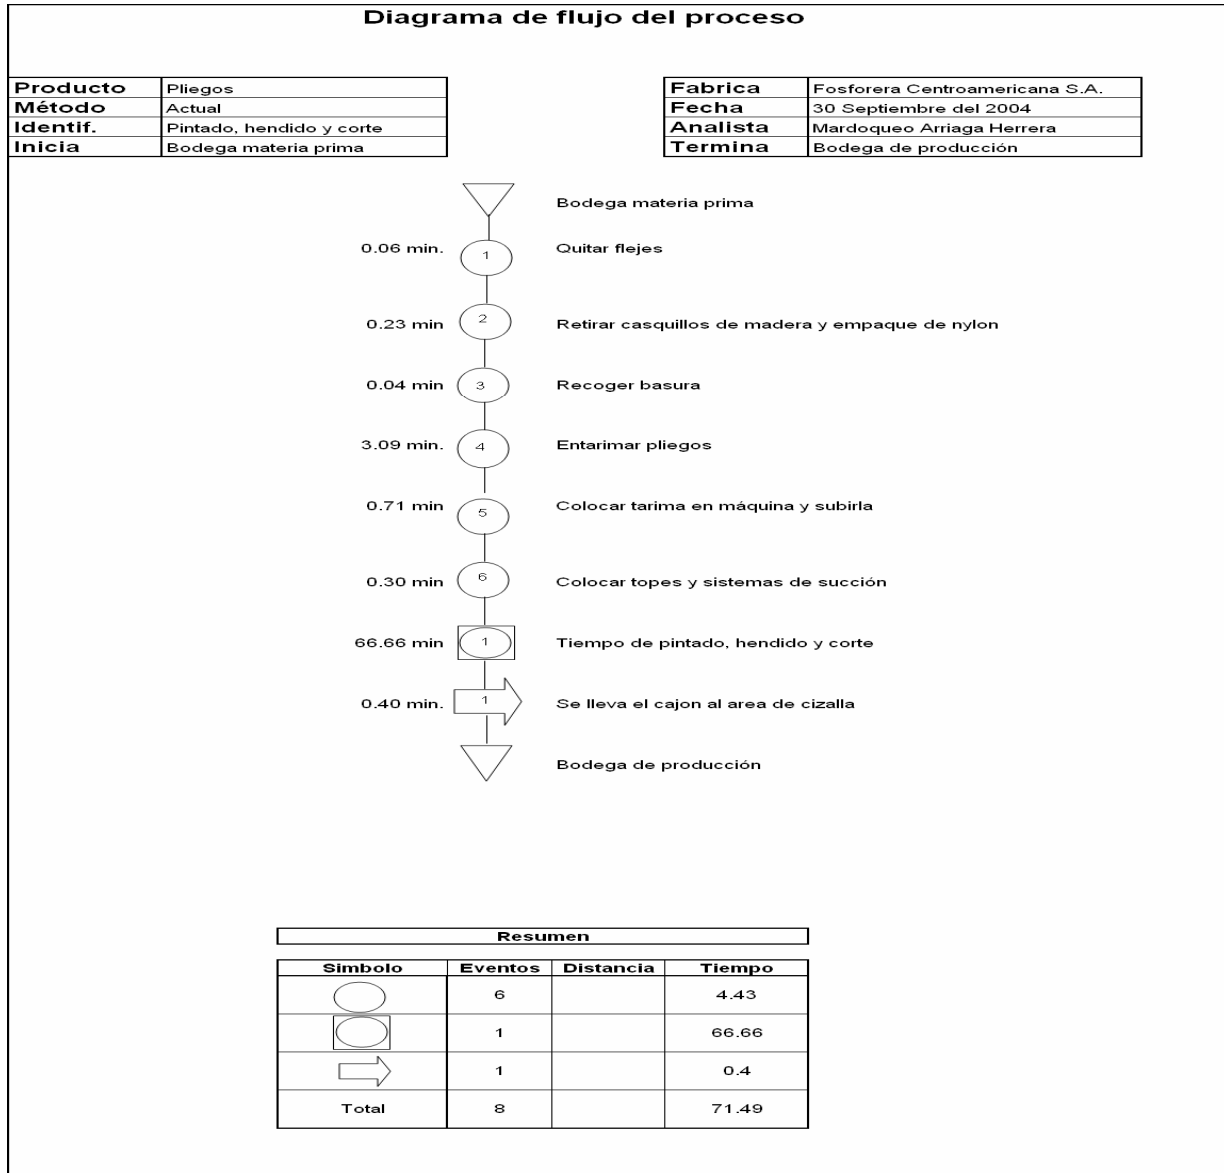 Diagrama de flujo del proceso
Producto Pliegos
Método Actual
Identif. Pintado, hendido y corte
Inicia Bodega materia prima
Fabrica Fosforera Centroamericana S.A.
Fecha 30 Septiembre del 2004
Analista Mardoqueo Arriaga Herrera
Termina Bodega de producción
Bodega materia prima
0.06 min. 1 Quitar flejes
0.23 min 2 Retirar casquillos de madera y empaque de nylon
0.04 min 3 Recoger basura
3.09 min. 4 Entarimar pliegos
0.71 min 5 Colocar tarima en máquina y subirla
0.30 min 6 Colocar topes y sistemas de succión
66.66 min 1 Tiempo de pintado, hendido y corte
0.40 min. 1 Se lleva el cajon al area de cizalla
Bodega de producción
Resumen
Simbolo Eventos Distancia Tiempo
6 4.43
1 66.66
1 0.4
Total 8 71.49